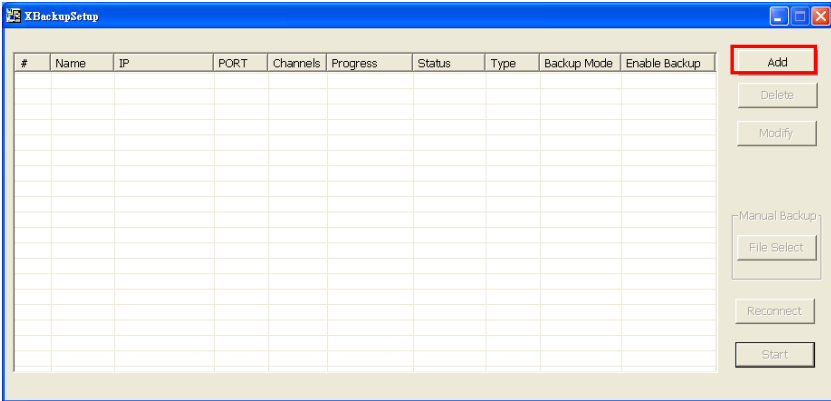 XBackupSetup
# Name IP PORT Channels Progress Status Type Backup Mode Enable Backup
Add
Delete
Modify
Manual Backup
File Select
Reconnect
Start